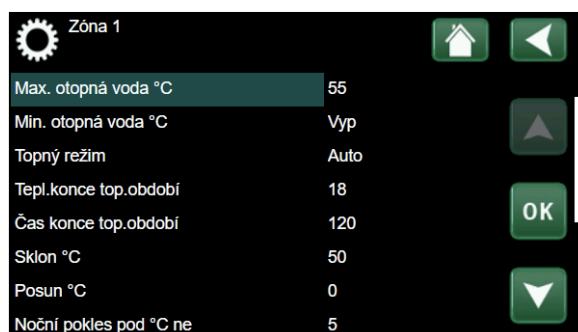 Zóna 1
Max. otopná voda °C 55
Min. otopná voda °C Vyp
Topný režim Auto
Tepl.konce top.období 18
Čas konce top.období 120
OK
Sklon °C 50
Posun °C 0
Noční pokles pod °C ne 5